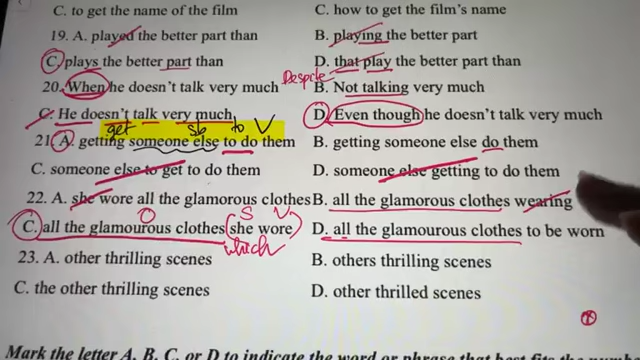 C. to get the name of the film C. how to get the film's name
19. A. played the better part than B. playing the better part
C. plays the better part than D. that play the better part than
Despite
20. When he doesn't talk very much B. Not talking very much
C. He doesn't talk very much D. Even though he doesn't talk very much
get sb to V
21. A. getting someone else to do them B. getting someone else do them
C. someone else to get to do them D. someone else getting to do them
22. A. she wore all the glamorous clothes B. all the glamorous clothes wearing
O S V
C. all the glamourous clothes (she wore) D. all the glamourous clothes to be worn
which
23. A. other thrilling scenes B. others thrilling scenes
C. the other thrilling scenes D. other thrilled scenes
Mark the letter A, B, C, or D to indicate the word or phrase that best fits the